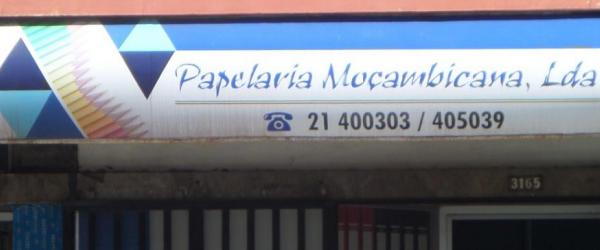 Papelaria Moçambicana, Lda
☎ 21 400303 / 405039
3165